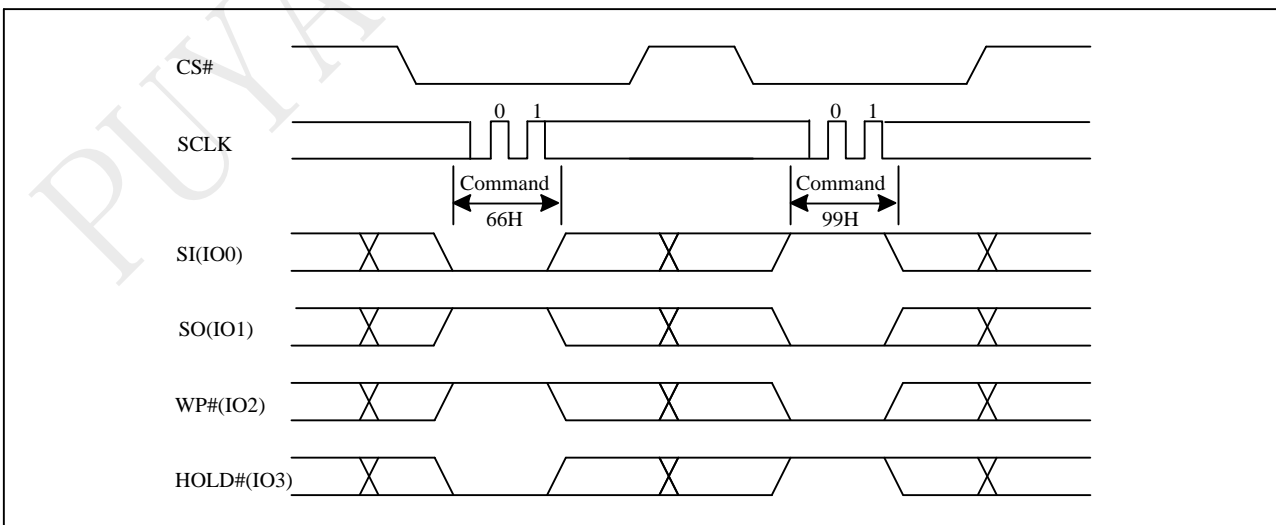 PUYA
CS#
0 1 0 1
SCLK
Command Command
66H 99H
SI(IO0)
SO(IO1)
WP#(IO2)
HOLD#(IO3)